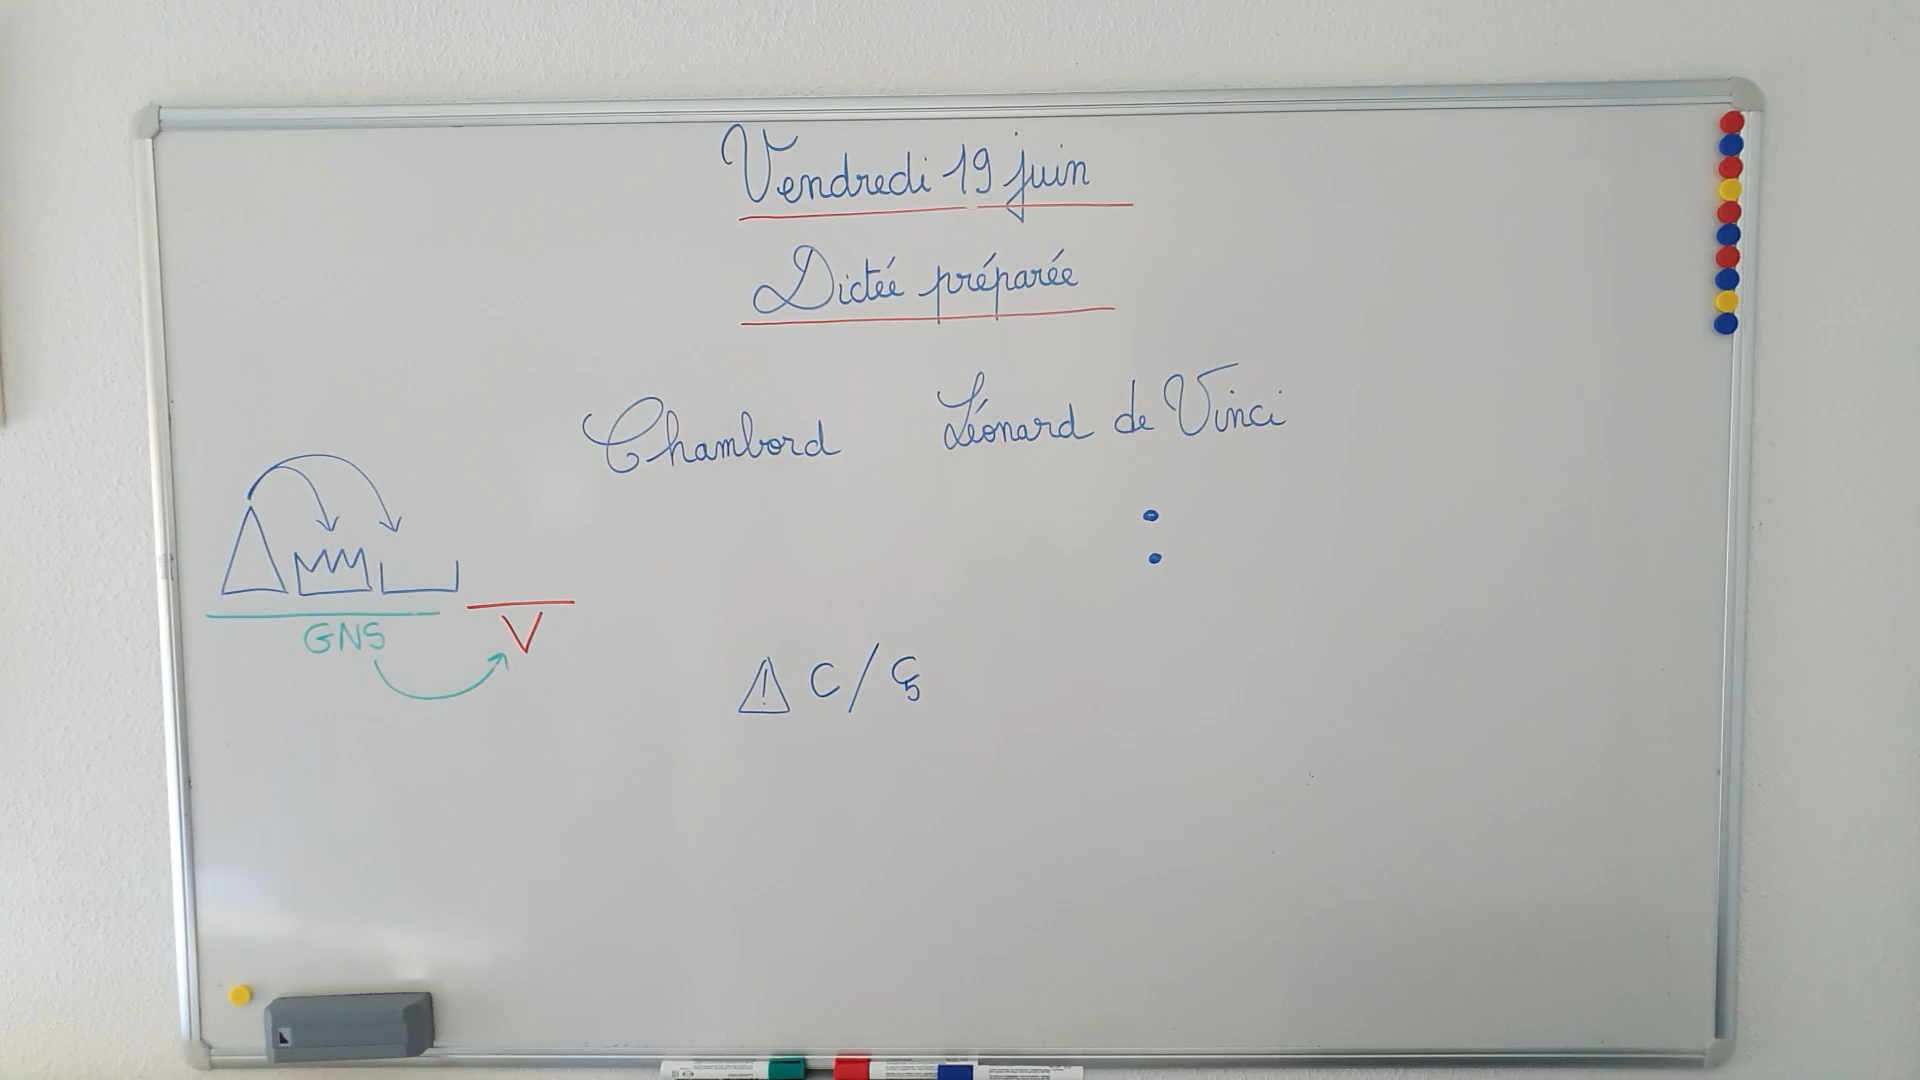 Vendredi 19 juin
Dictée préparée
Chambord Léonard de Vinci
:
GNS V
! C / Ç